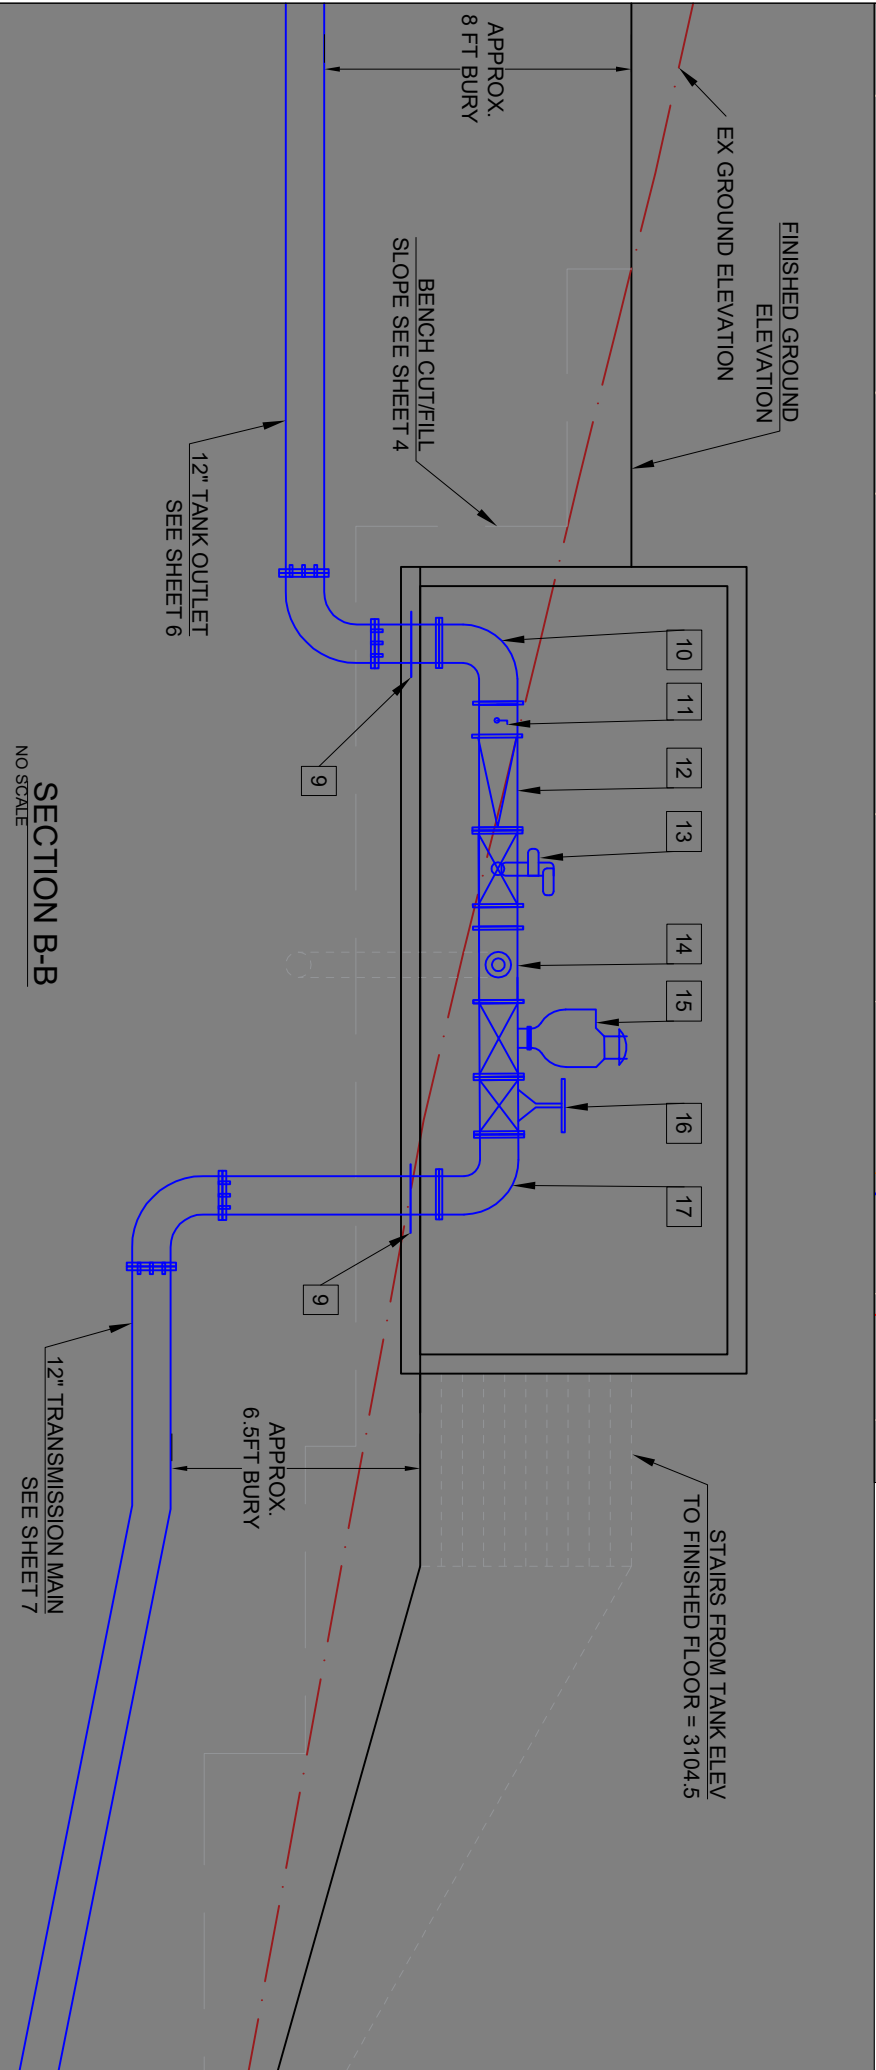 APPROX.
8 FT BURY
EX GROUND ELEVATION
FINISHED GROUND
ELEVATION
BENCH CUT/FILL
SLOPE SEE SHEET 4
12" TANK OUTLET
SEE SHEET 6
10
11
12
13
14
15
16
17
9
9
STAIRS FROM TANK ELEV
TO FINISHED FLOOR = 3104.5
APPROX.
6.5FT BURY
12" TRANSMISSION MAIN
SEE SHEET 7
SECTION B-B
NO SCALE